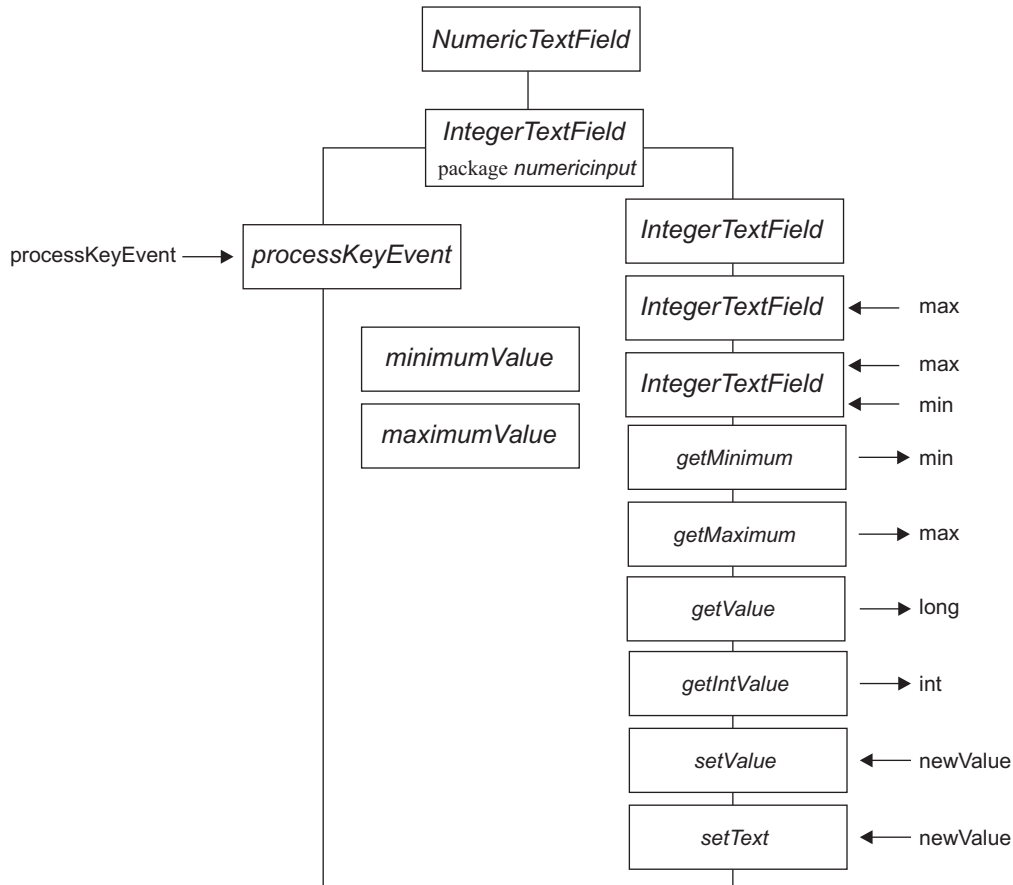 NumericTextField
IntegerTextField
package numericinput
IntegerTextField
processKeyEvent
processKeyEvent
IntegerTextField
max
minimumValue
IntegerTextField
max
min
maximumValue
getMinimum
min
getMaximum
max
getValue
long
getIntValue
int
setValue
newValue
setText
newValue